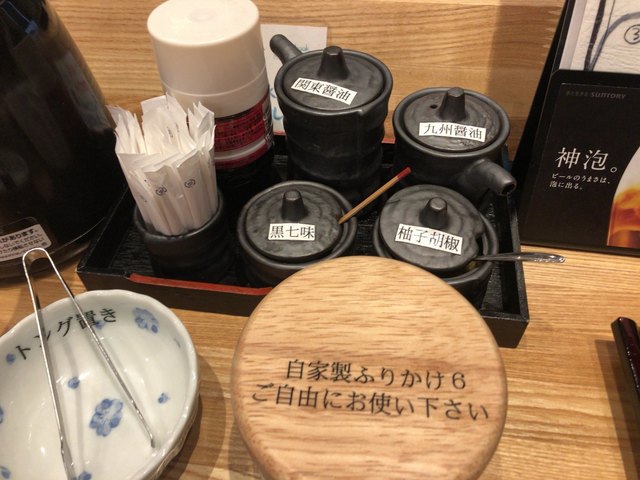 関東醤油
九州醤油
黒七味
柚子胡椒
SUNTORY
神泡。
ビールのうまさは、
泡に出る。
トング置き
自家製ふりかけ6
ご自由にお使い下さい